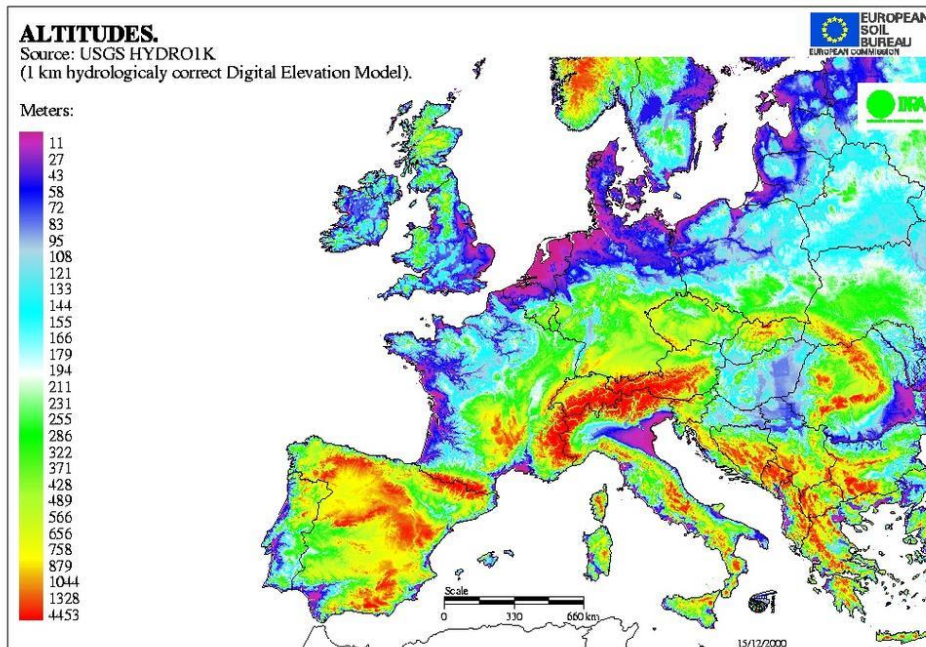 ALTITUDES.
Source: USGS HYDRO1K
(1 km hydrologicaly correct Digital Elevation Model).
Meters:
11
27
43
58
72
83
95
108
121
133
144
155
166
179
194
211
231
255
286
322
371
428
489
566
658
758
879
1044
1328
4453
EUROPEAN
SOIL
BUREAU
EUROPEAN COMMISSION
INRA
Scale
0 330 660 km
15/12/2000